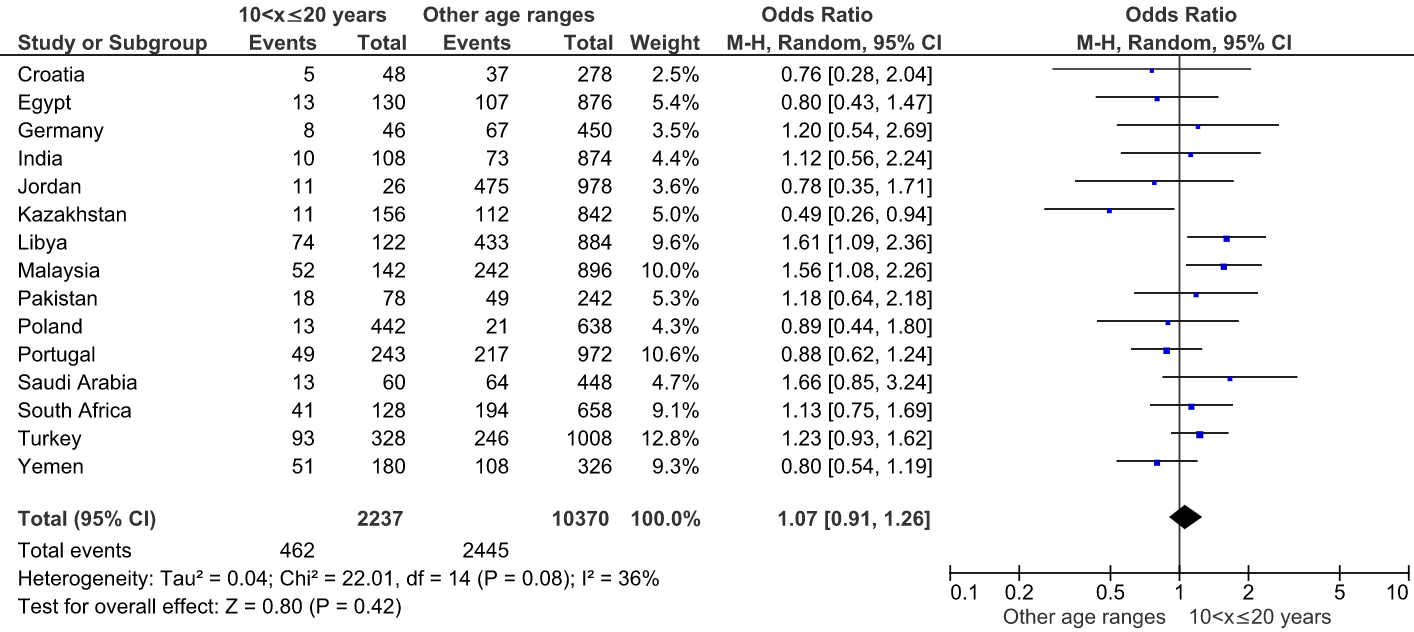 10<x≤20 years Other age ranges Odds Ratio Odds Ratio
Study or Subgroup Events Total Events Total Weight M-H, Random, 95% CI M-H, Random, 95% CI
Croatia 5 48 37 278 2.5% 0.76 [0.28, 2.04]
Egypt 13 130 107 876 5.4% 0.80 [0.43, 1.47]
Germany 8 46 67 450 3.5% 1.20 [0.54, 2.69]
India 10 108 73 874 4.4% 1.12 [0.56, 2.24]
Jordan 11 26 475 978 3.6% 0.78 [0.35, 1.71]
Kazakhstan 11 156 112 842 5.0% 0.49 [0.26, 0.94]
Libya 74 122 433 884 9.6% 1.61 [1.09, 2.36]
Malaysia 52 142 242 896 10.0% 1.56 [1.08, 2.26]
Pakistan 18 78 49 242 5.3% 1.18 [0.64, 2.18]
Poland 13 442 21 638 4.3% 0.89 [0.44, 1.80]
Portugal 49 243 217 972 10.6% 0.88 [0.62, 1.24]
Saudi Arabia 13 60 64 448 4.7% 1.66 [0.85, 3.24]
South Africa 41 128 194 658 9.1% 1.13 [0.75, 1.69]
Turkey 93 328 246 1008 12.8% 1.23 [0.93, 1.62]
Yemen 51 180 108 326 9.3% 0.80 [0.54, 1.19]
Total (95% CI) 2237 10370 100.0% 1.07 [0.91, 1.26]
Total events 462 2445
Heterogeneity: Tau² = 0.04; Chi² = 22.01, df = 14 (P = 0.08); I² = 36%
Test for overall effect: Z = 0.80 (P = 0.42)
0.1 0.2 0.5 1 2 5 10
Other age ranges 10<x≤20 years